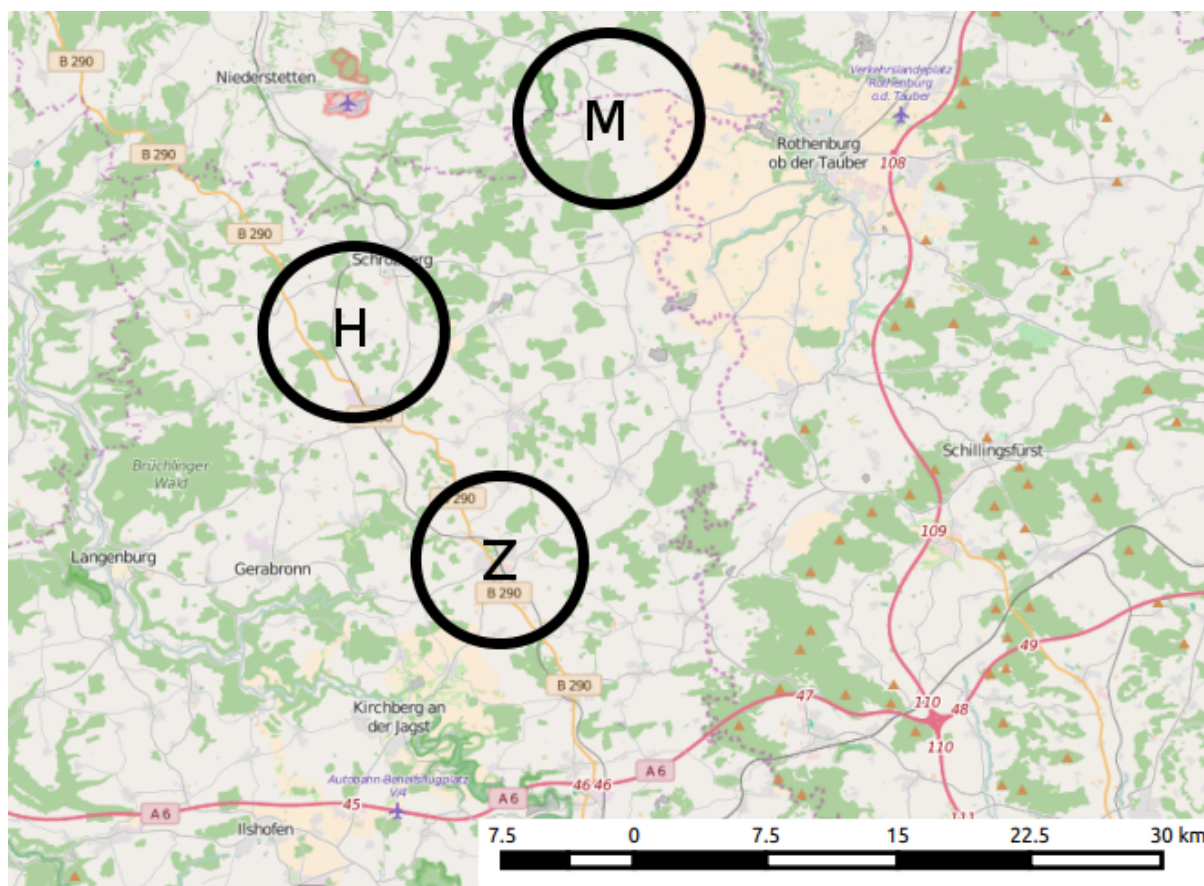 B 290
Niederstetten
M
Verkehrslandeplatz
Rothenburg
o.d. Tauber
Rothenburg
ob der Tauber
B 290
108
B 290
Schrozberg
H
Brüchlinger
Wald
Schillingsfürst
B 290
109
Langenburg
Gerabronn
Z
B 290
49
B 290
47
110
48
Kirchberg an
der Jagst
110
A 6
46
46
A 6
45
A 6
Ilshofen
111
7.5 0 7.5 15 22.5 30 km